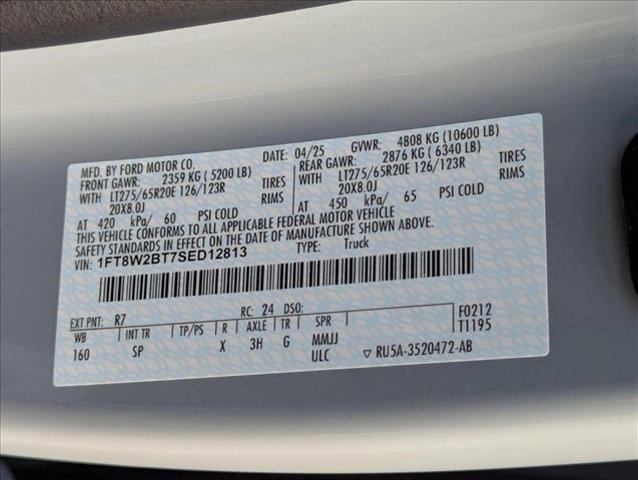 MFD. BY FORD MOTOR CO.
DATE: 04/25 GVWR: 4808 KG (10600 LB)
FRONT GAWR: 2359 KG ( 5200 LB) REAR GAWR: 2876 KG ( 6340 LB)
WITH LT275/65R20E 126/123R TIRES WITH LT275/65R20E 126/123R TIRES
20X8.0J RIMS 20X8.0J RIMS
AT 420 kPa/ 60 PSI COLD AT 450 kPa/ 65 PSI COLD
THIS VEHICLE CONFORMS TO ALL APPLICABLE FEDERAL MOTOR VEHICLE
SAFETY STANDARDS IN EFFECT ON THE DATE OF MANUFACTURE SHOWN ABOVE.
VIN: 1FT8W2BT7SED12813 TYPE: Truck
EXT PNT: R7 RC: 24 DSO: F0212
WB INT TR TP/PS R AXLE TR SPR T1195
160 SP X 3H G MMJJ
ULC ▽ RU5A-3520472-AB